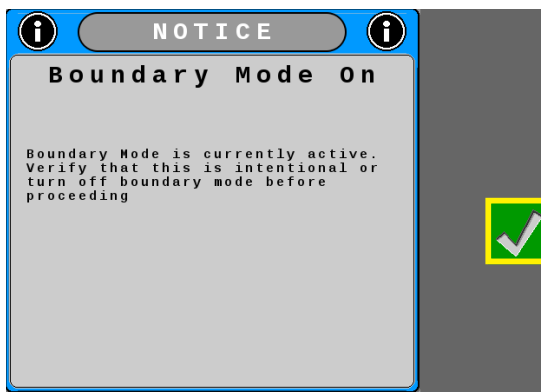 NOTICE
Boundary Mode On
Boundary Mode is currently active.
Verify that this is intentional or
turn off boundary mode before
proceeding